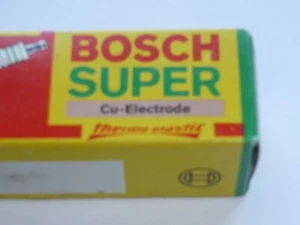 BOSCH
SUPER
Cu-Electrode
thermo elastic